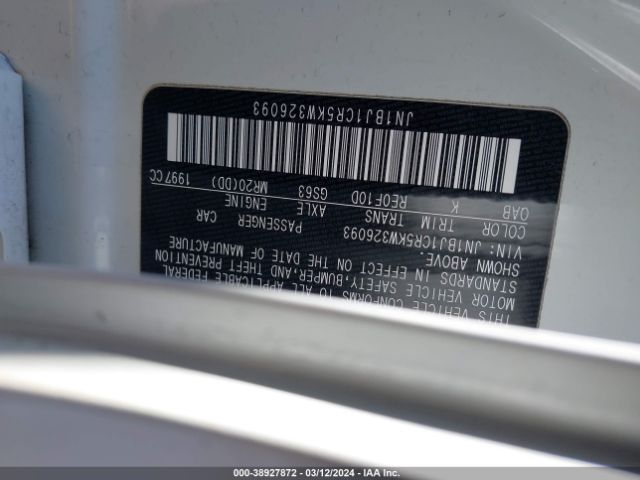 THIS VEHICLE CONFORMS TO ALL APPLICABLE FEDERAL
MOTOR VEHICLE SAFETY, BUMPER, AND THEFT PREVENTION
STANDARDS IN EFFECT ON THE DATE OF MANUFACTURE
SHOWN ABOVE.
VIN: JN1BJ1CR5KW326093 PASSENGER CAR
COLOR TRIM TRANS AXLE ENGINE
QAB K RE0F10D GS63 MR20(DD) 1997CC
JN1BJ1CR5KW326093
000-38927872 / 03/12/2024 - IAA Inc.